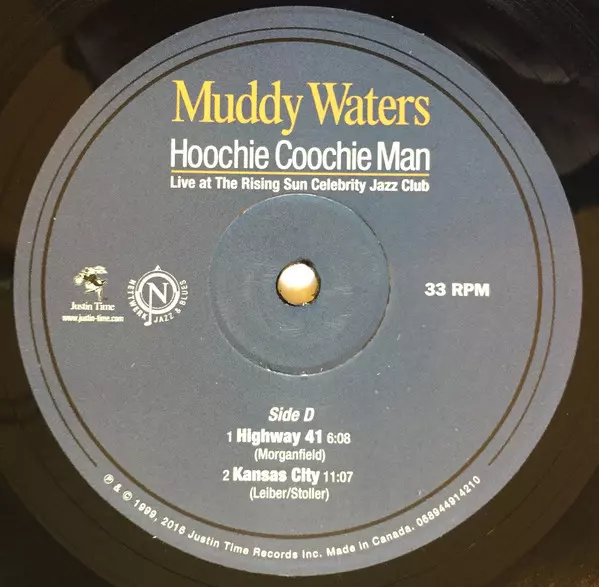 Muddy Waters
Hoochie Coochie Man
Live at The Rising Sun Celebrity Jazz Club
Justin Time
www.justin-time.com
N
NETTWERK JAZZ & BLUES
33 RPM
Side D
1 Highway 41 6:08
(Morganfield)
2 Kansas City 11:07
(Leiber/Stoller)
℗ & © 1999, 2016 Justin Time Records Inc. Made in Canada. 068944914210